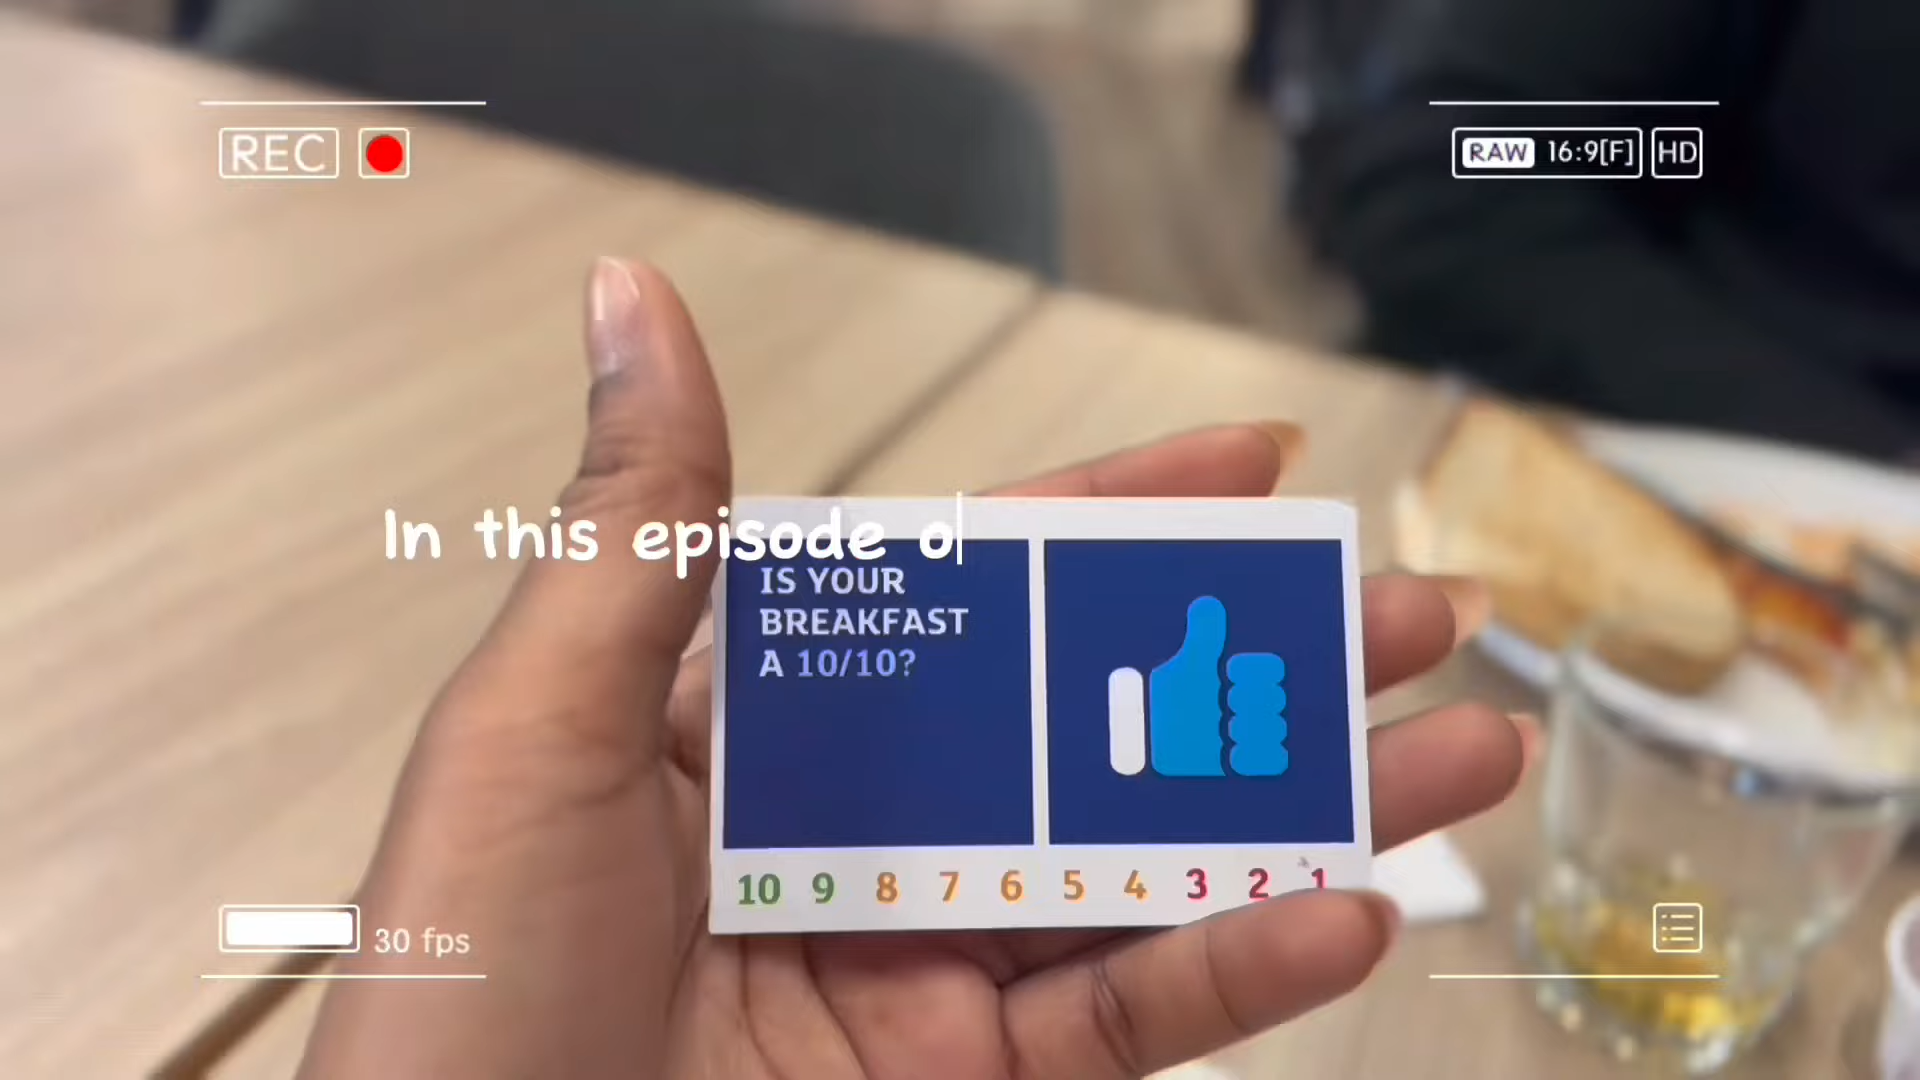 REC
RAW 16:9[F] HD
In this episode o
IS YOUR
BREAKFAST
A 10/10?
10 9 8 7 6 5 4 3 2 1
30 fps